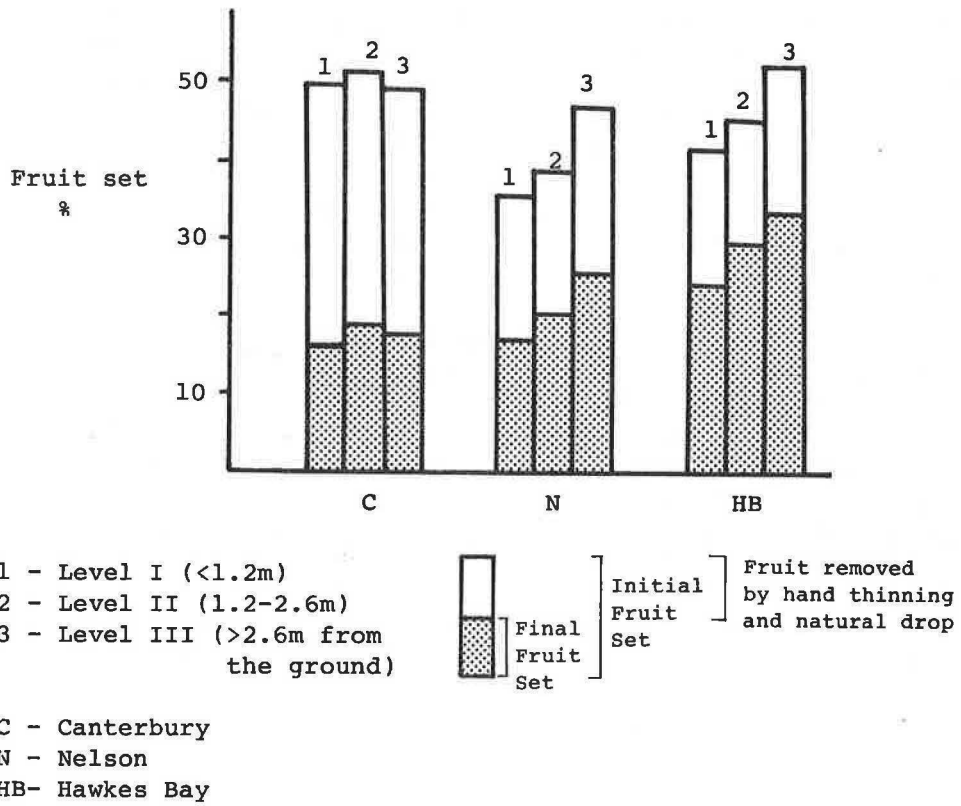 50
30
10
Fruit set
%
1 2 3
1 2 3
1 2 3
C N HB
1 - Level I (<1.2m)
2 - Level II (1.2-2.6m)
3 - Level III (>2.6m from
the ground)
Final
Fruit
Set
Initial
Fruit
Set
Fruit removed
by hand thinning
and natural drop
C - Canterbury
N - Nelson
HB- Hawkes Bay